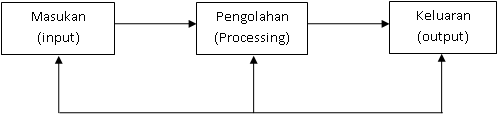 Masukan
(input)
Pengolahan
(Processing)
Keluaran
(output)